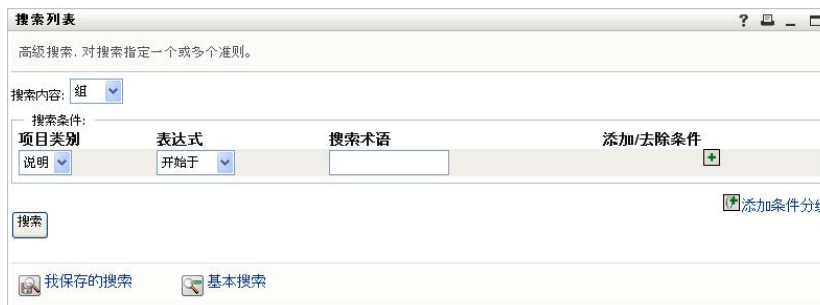 搜索列表
高级搜索.对搜索指定一个或多个准则。
搜索内容: 组
搜索条件:
项目类别 表达式 搜索术语 添加/去除条件
说明 开始于
添加条件分组
搜索
我保存的搜索 基本搜索